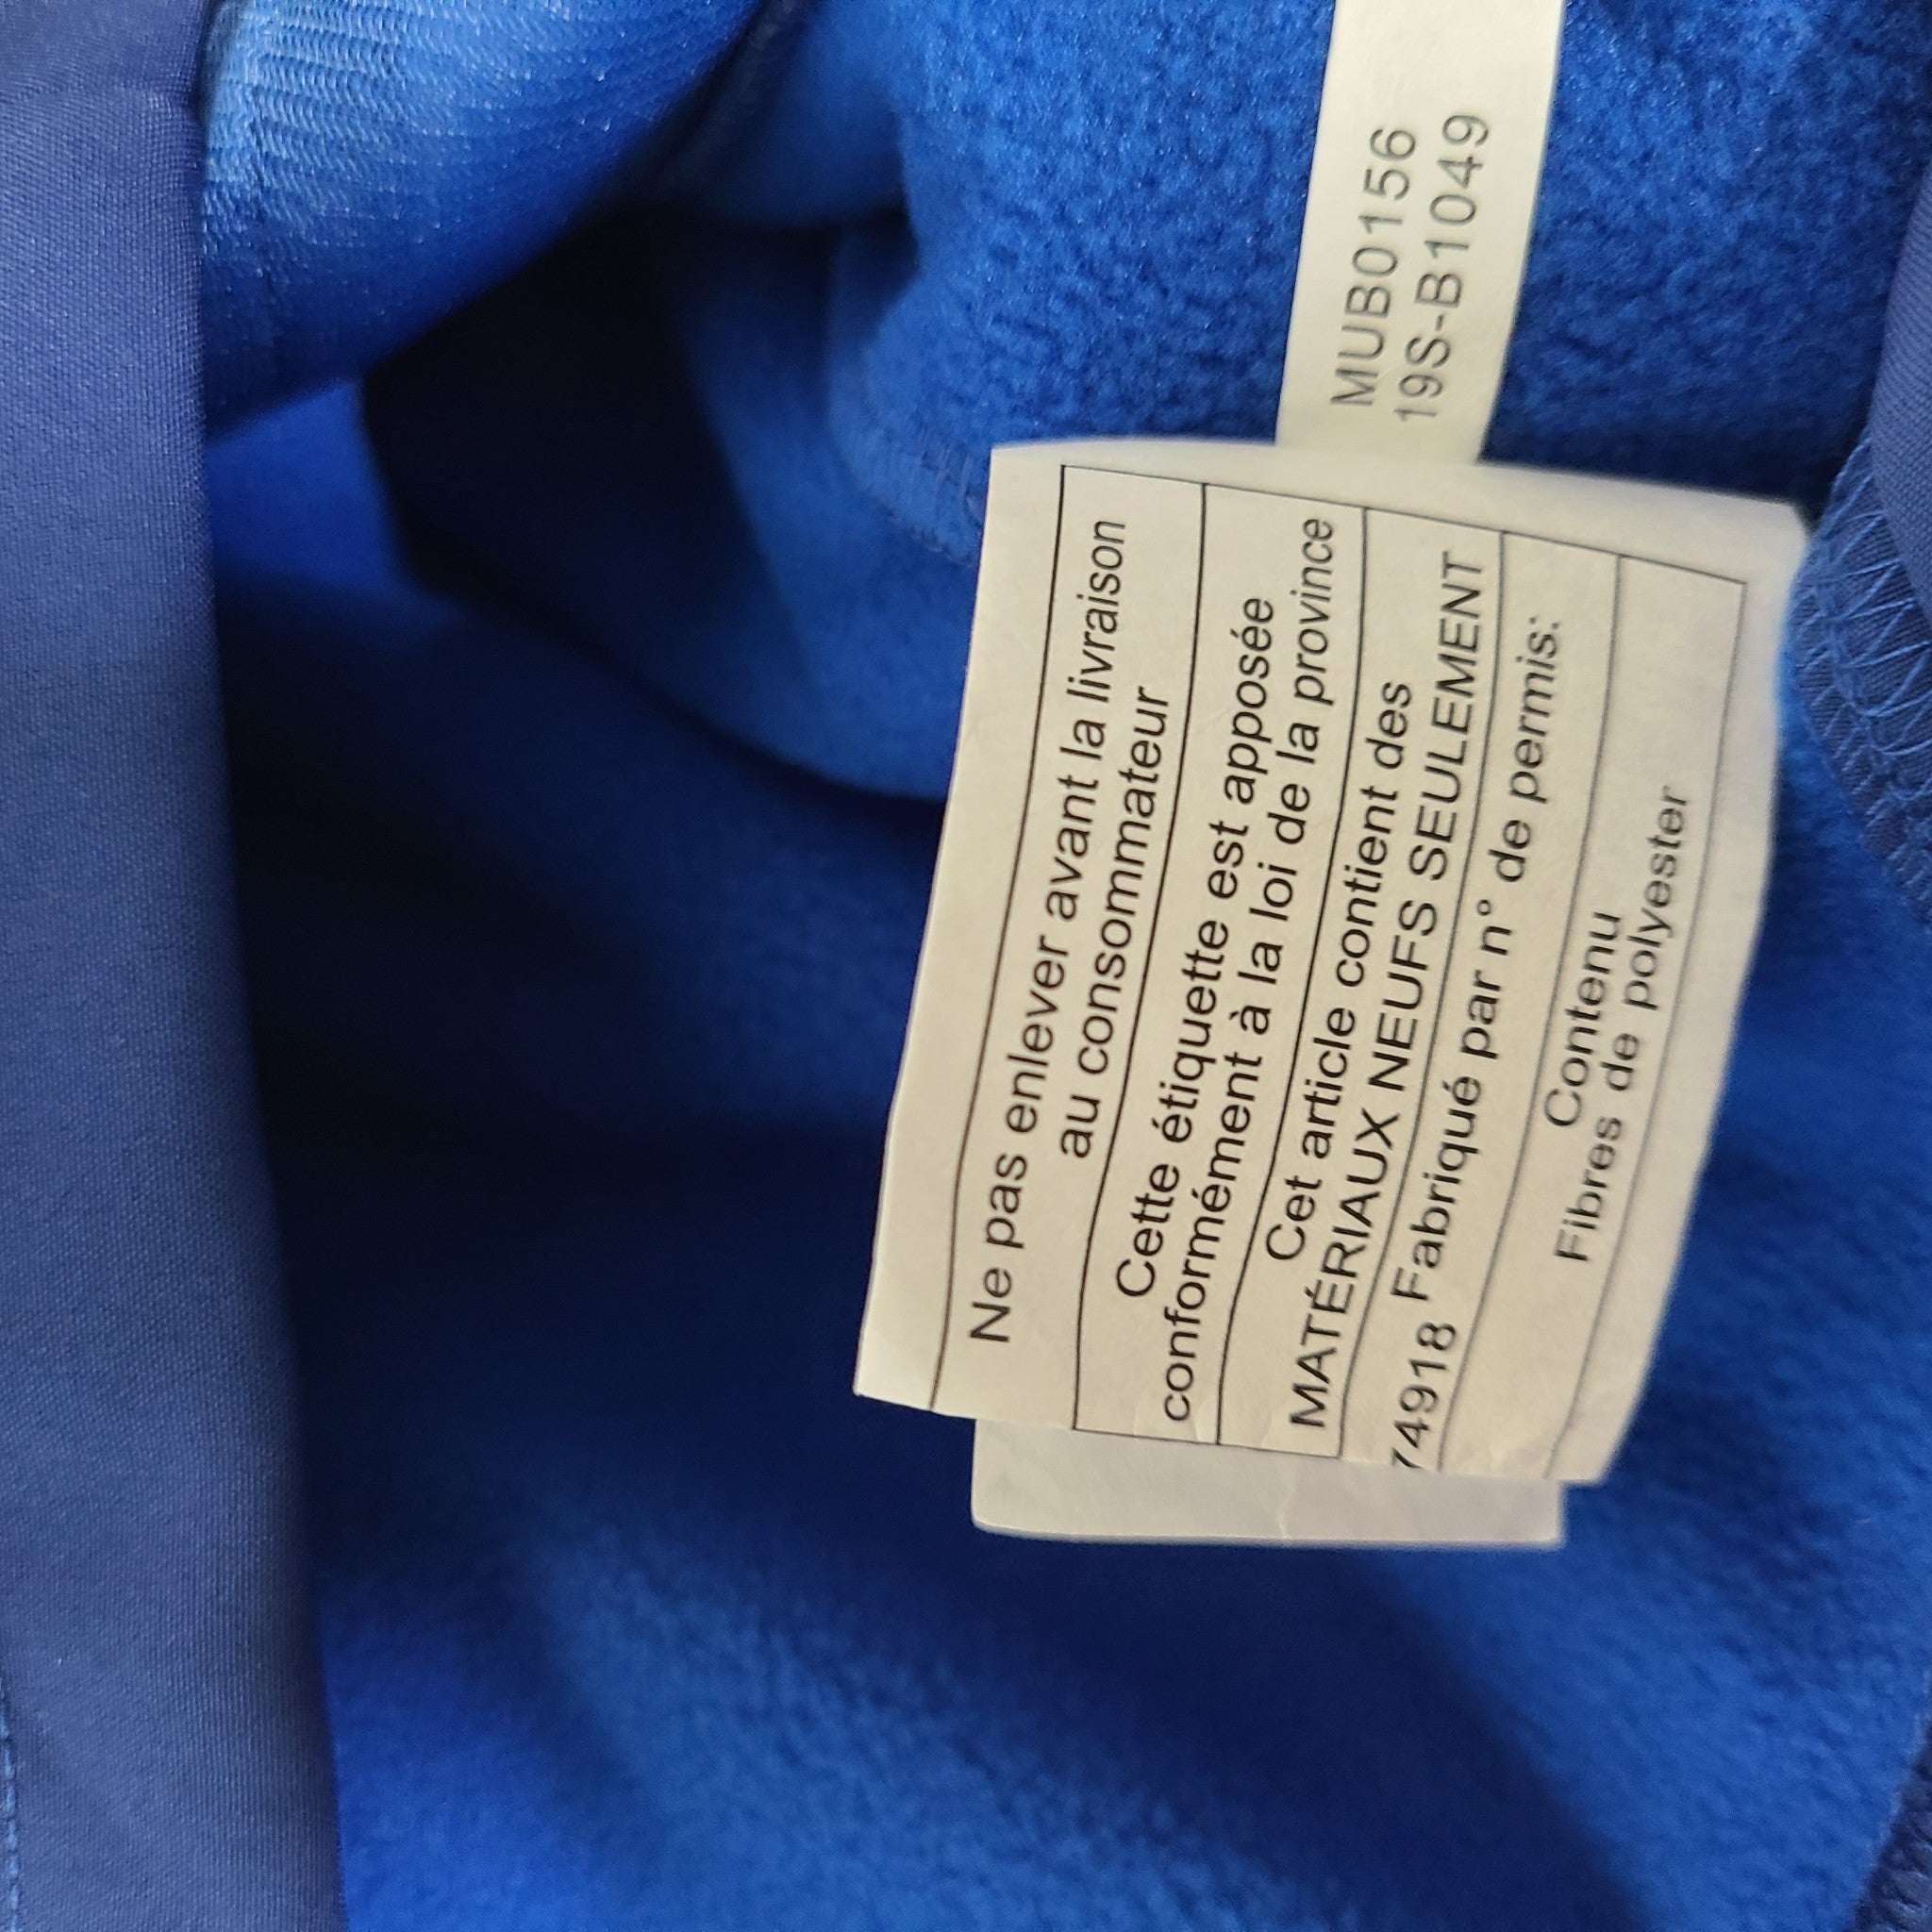 Ne pas enlever avant la livraison
au consommateur
Cette étiquette est apposée
conformément à la loi de la province
Cet article contient des
MATÉRIAUX NEUFS SEULEMENT
74918 Fabriqué par n° de permis:
Contenu
Fibres de polyester
MUB0156
19S-B1049